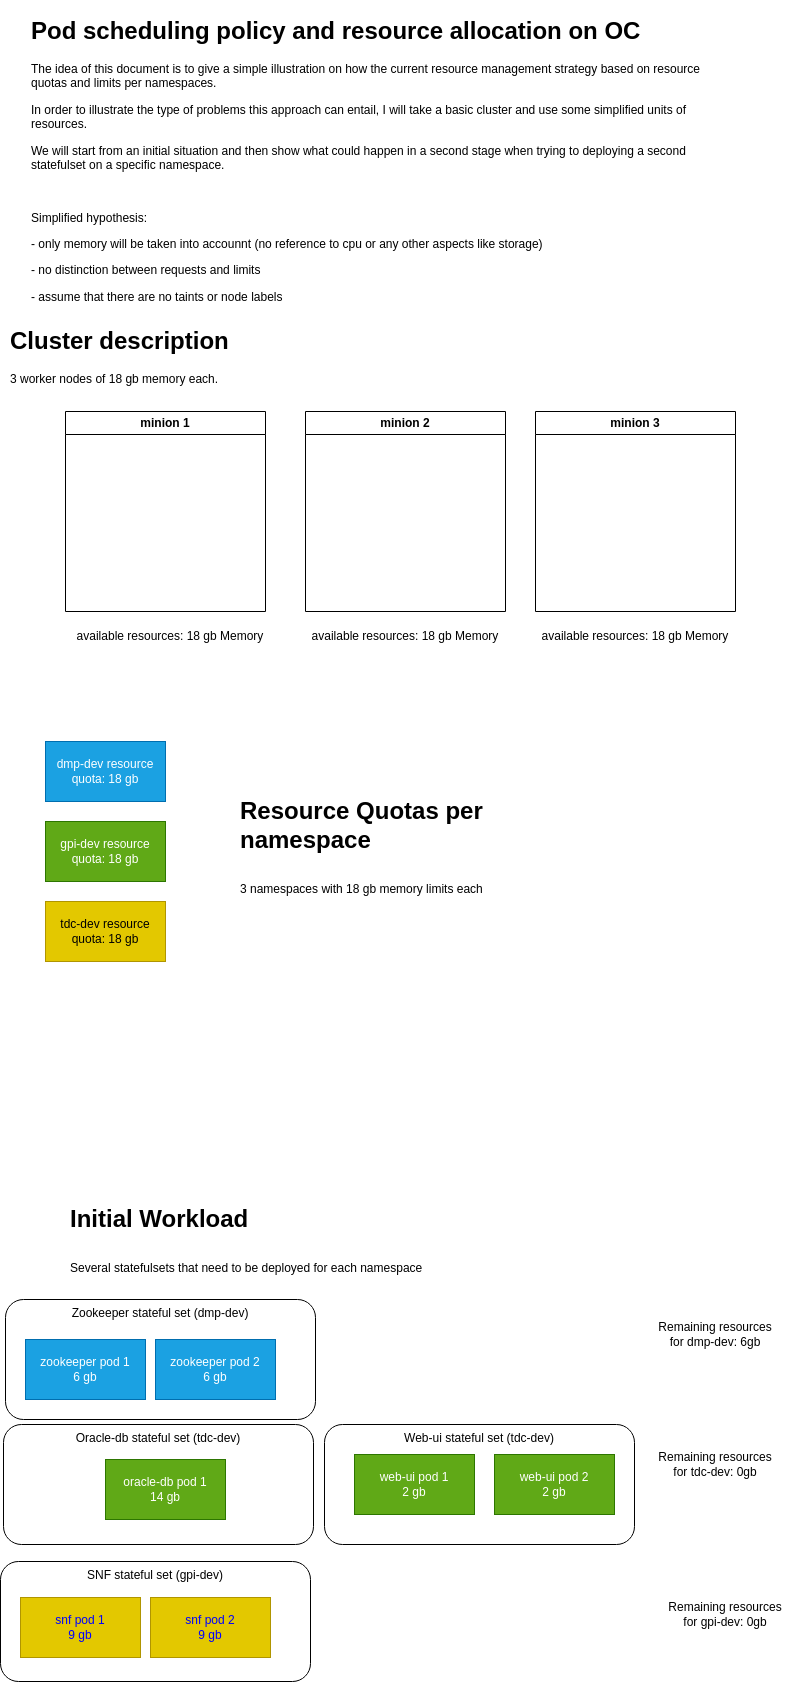 Pod scheduling policy and resource allocation on OC
The idea of this document is to give a simple illustration on how the current resource management strategy based on resource
quotas and limits per namespaces.
In order to illustrate the type of problems this approach can entail, I will take a basic cluster and use some simplified units of
resources.
We will start from an initial situation and then show what could happen in a second stage when trying to deploying a second
statefulset on a specific namespace.
Simplified hypothesis:
- only memory will be taken into accounnt (no reference to cpu or any other aspects like storage)
- no distinction between requests and limits
- assume that there are no taints or node labels
Cluster description
3 worker nodes of 18 gb memory each.
minion 1
minion 2
minion 3
available resources: 18 gb Memory
available resources: 18 gb Memory
available resources: 18 gb Memory
dmp-dev resource
quota: 18 gb
gpi-dev resource
quota: 18 gb
tdc-dev resource
quota: 18 gb
Resource Quotas per
namespace
3 namespaces with 18 gb memory limits each
Initial Workload
Several statefulsets that need to be deployed for each namespace
Zookeeper stateful set (dmp-dev)
zookeeper pod 1
6 gb
zookeeper pod 2
6 gb
Remaining resources
for dmp-dev: 6gb
Oracle-db stateful set (tdc-dev)
oracle-db pod 1
14 gb
Web-ui stateful set (tdc-dev)
web-ui pod 1
2 gb
web-ui pod 2
2 gb
Remaining resources
for tdc-dev: 0gb
SNF stateful set (gpi-dev)
snf pod 1
9 gb
snf pod 2
9 gb
Remaining resources
for gpi-dev: 0gb